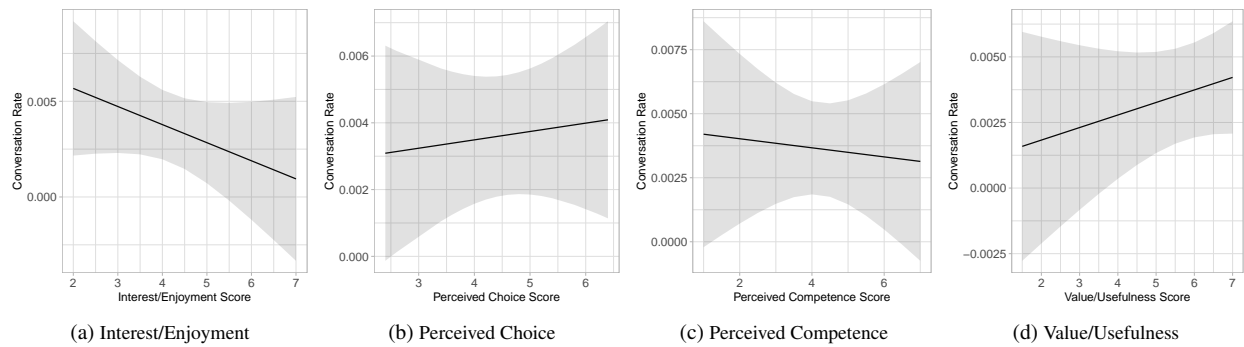 Conversation Rate
0.005
0.000
2 3 4 5 6 7
Interest/Enjoyment Score
(a) Interest/Enjoyment
Conversation Rate
0.006
0.004
0.002
0.000
3 4 5 6
Perceived Choice Score
(b) Perceived Choice
Conversation Rate
0.0075
0.0050
0.0025
0.0000
2 4 6
Perceived Competence Score
(c) Perceived Competence
Conversation Rate
0.0050
0.0025
0.0000
−0.0025
2 3 4 5 6 7
Value/Usefulness Score
(d) Value/Usefulness